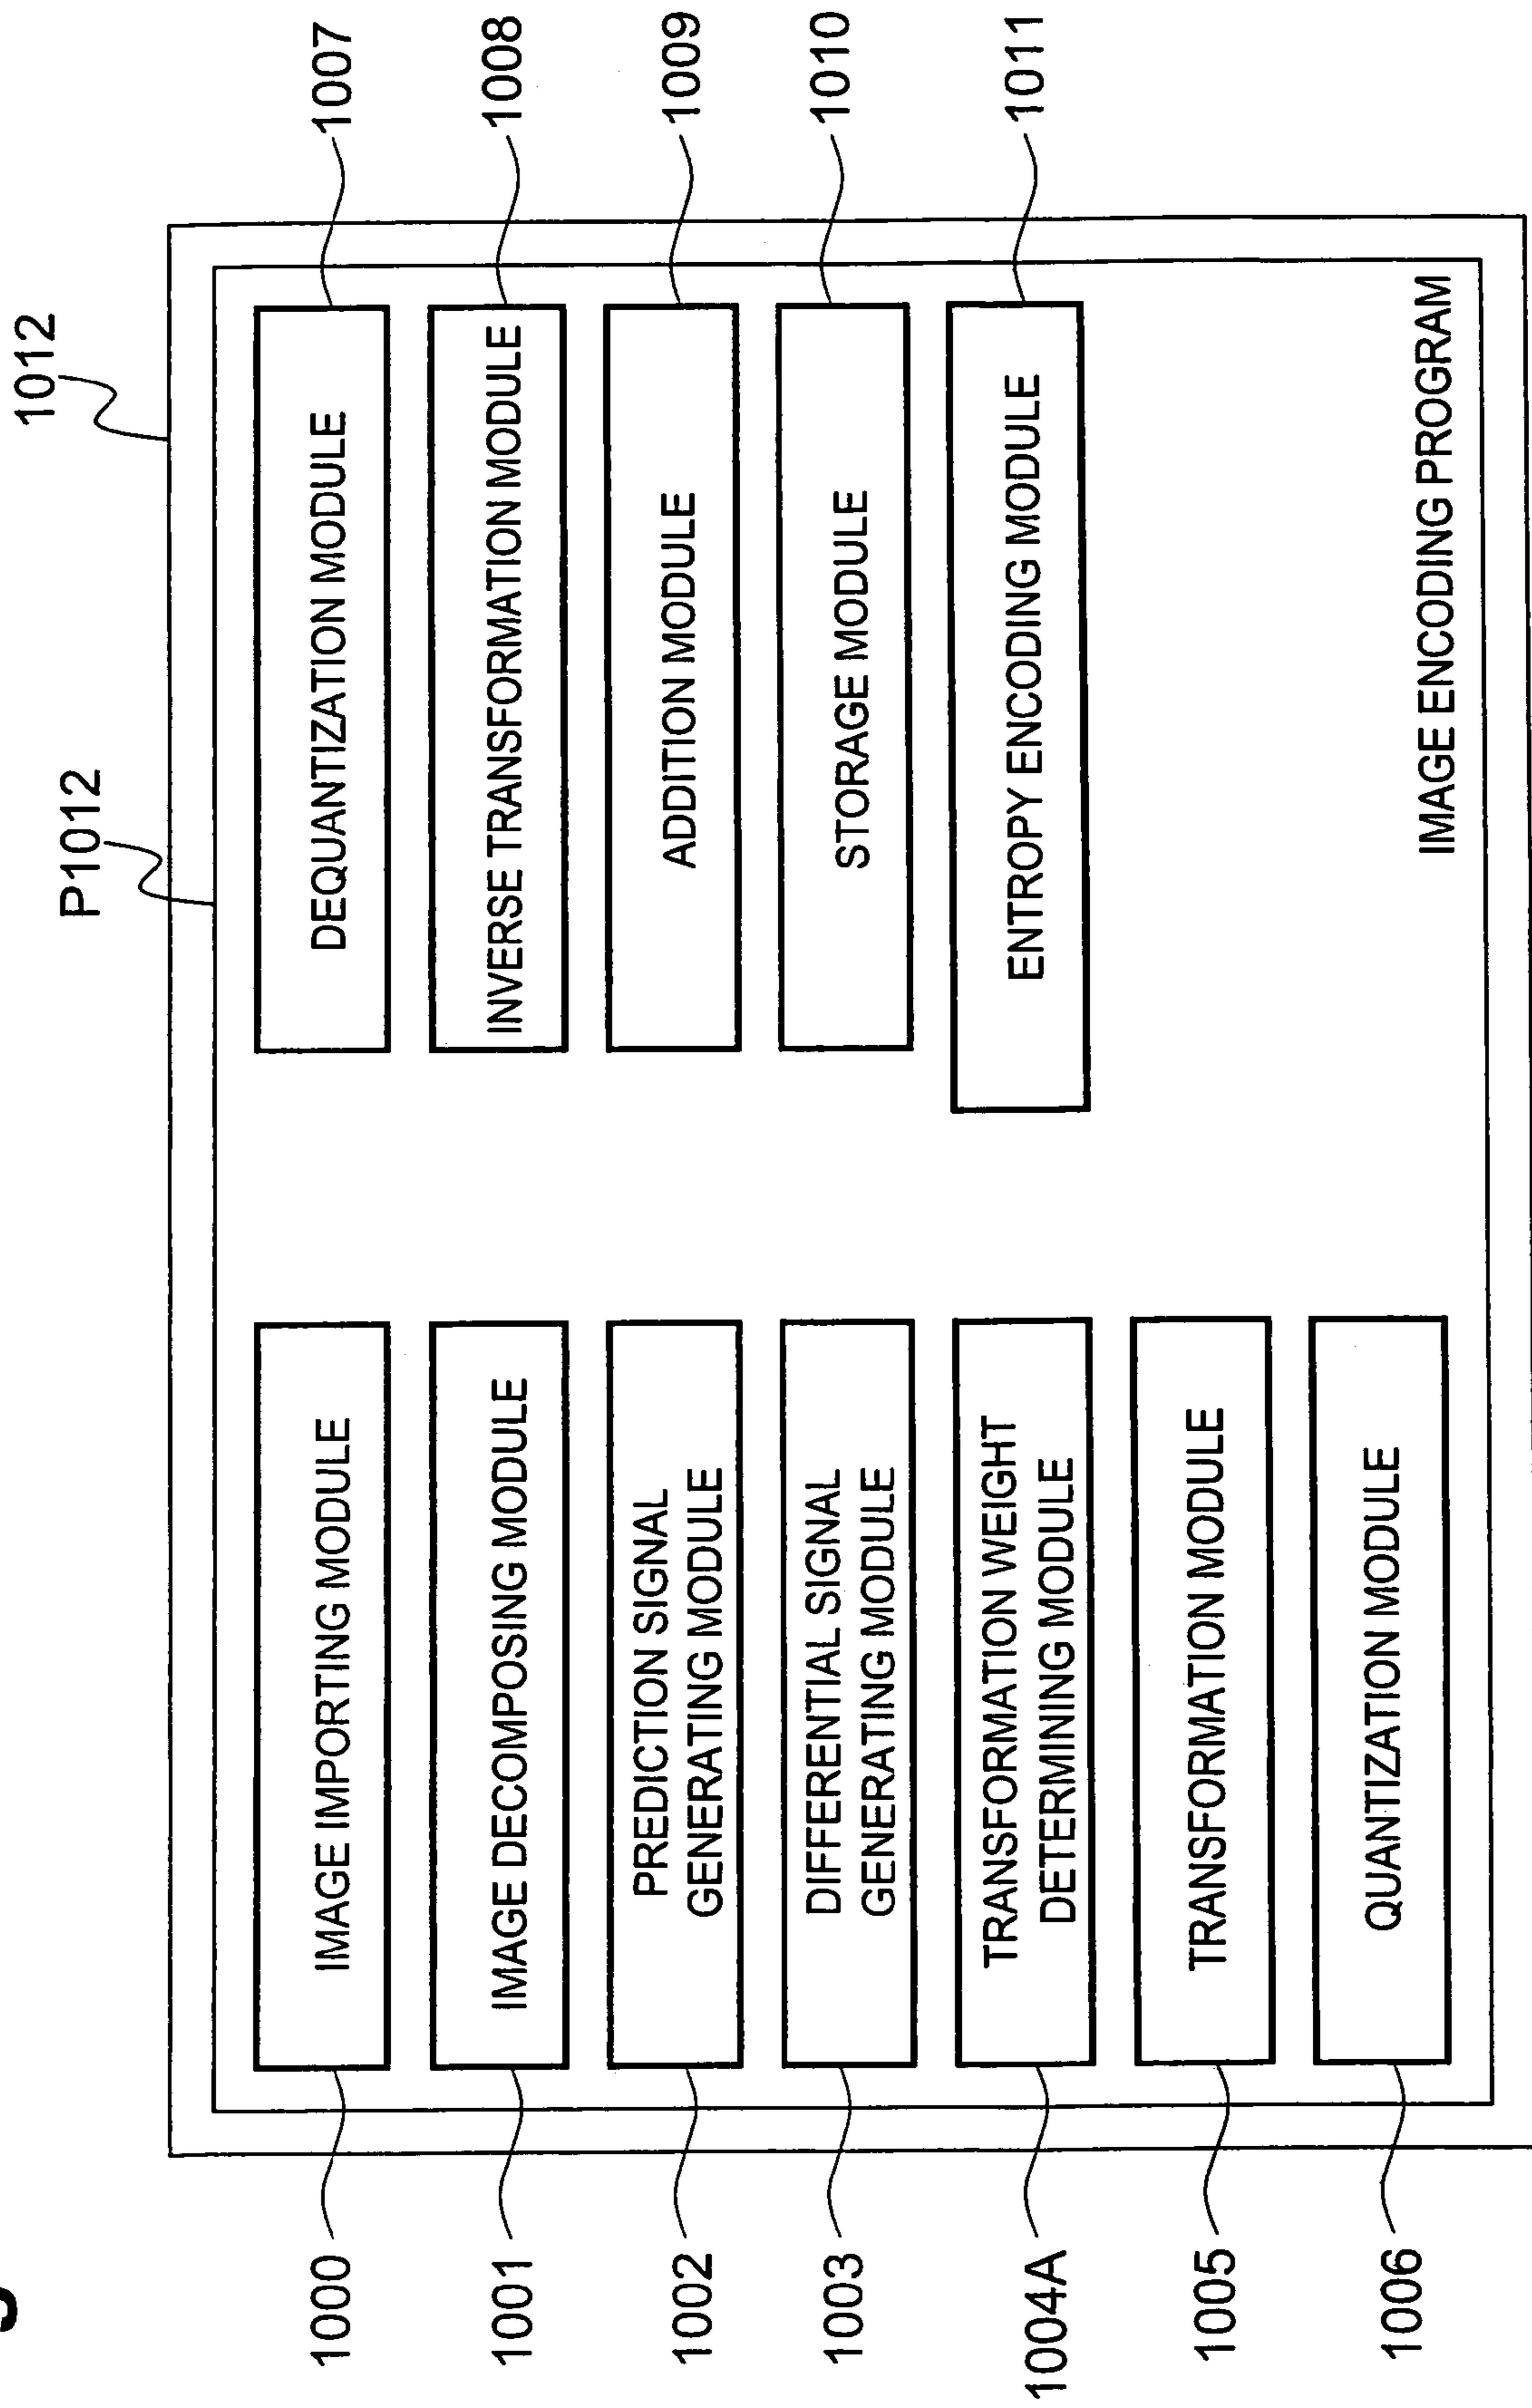 1012
P1012
1000
IMAGE IMPORTING MODULE
1001
IMAGE DECOMPOSING MODULE
1002
PREDICTION SIGNAL
GENERATING MODULE
1003
DIFFERENTIAL SIGNAL
GENERATING MODULE
1004A
TRANSFORMATION WEIGHT
DETERMINING MODULE
1005
TRANSFORMATION MODULE
1006
QUANTIZATION MODULE
DEQUANTIZATION MODULE
1007
INVERSE TRANSFORMATION MODULE
1008
ADDITION MODULE
1009
STORAGE MODULE
1010
ENTROPY ENCODING MODULE
1011
IMAGE ENCODING PROGRAM